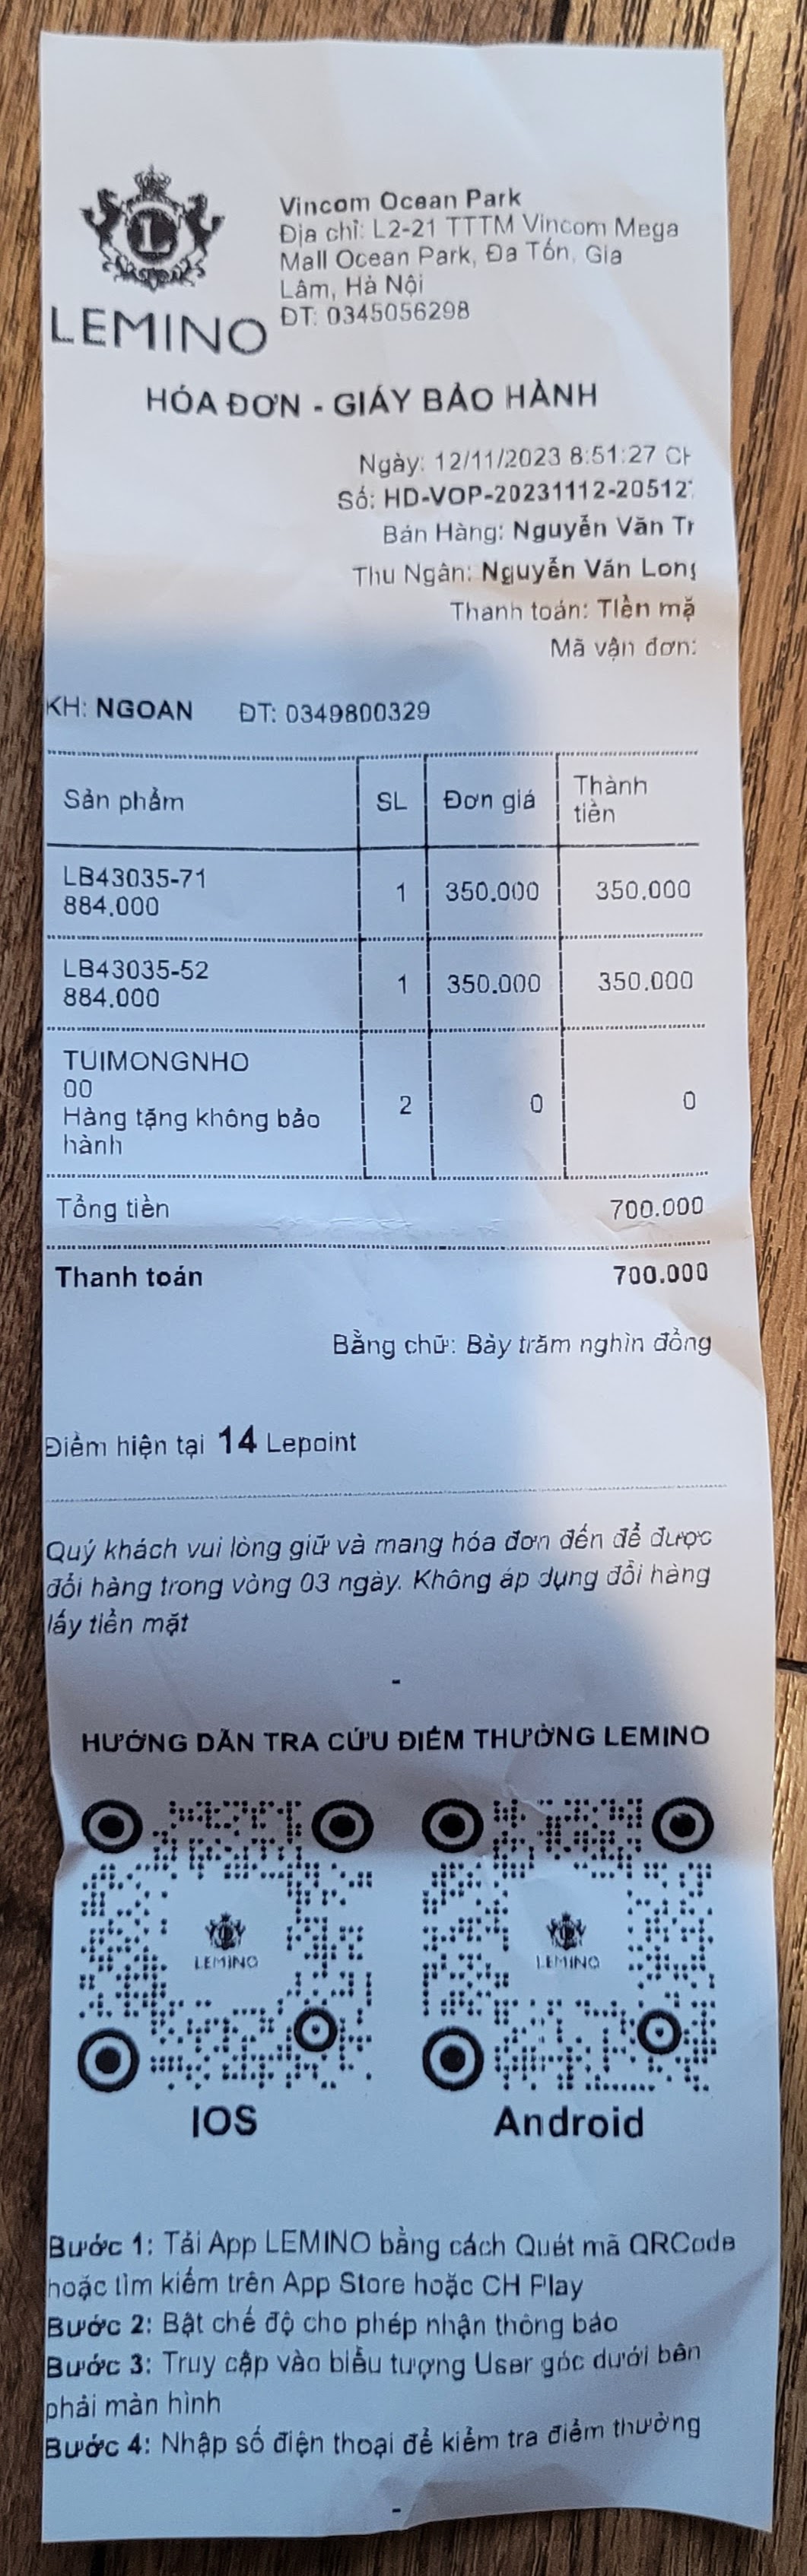 Vincom Ocean Park
Địa chỉ: L2-21 TTTM Vincom Mega
Mall Ocean Park, Đa Tốn, Gia
Lâm, Hà Nội
ĐT: 0345056298
L
LEMINO
HÓA ĐƠN - GIẤY BẢO HÀNH
Ngày: 12/11/2023 8:51:27 CH
Số: HD-VOP-20231112-20512
Bán Hàng: Nguyễn Văn Tr
Thu Ngân: Nguyễn Văn Long
Thanh toán: Tiền mặ
Mã vận đơn:
KH: NGOAN ĐT: 0349800329
Sản phẩm SL Đơn giá Thành
tiền
LB43035-71
884.000 1 350.000 350.000
LB43035-52
884.000 1 350.000 350.000
TUIMONGNHO
00
Hàng tặng không bảo
hành 2 0 0
Tổng tiền 700.000
Thanh toán 700.000
Bằng chữ: Bảy trăm nghìn đồng
Điểm hiện tại 14 Lepoint
Quý khách vui lòng giữ và mang hóa đơn đến để được
đổi hàng trong vòng 03 ngày. Không áp dụng đổi hàng
lấy tiền mặt
-
HƯỚNG DẪN TRA CỨU ĐIỂM THƯỞNG LEMINO
LEMINO LEMINO
IOS Android
Bước 1: Tải App LEMINO bằng cách Quét mã QRCode
hoặc tìm kiếm trên App Store hoặc CH Play
Bước 2: Bật chế độ cho phép nhận thông báo
Bước 3: Truy cập vào biểu tượng User góc dưới bên
phải màn hình
Bước 4: Nhập số điện thoại để kiểm tra điểm thưởng
-